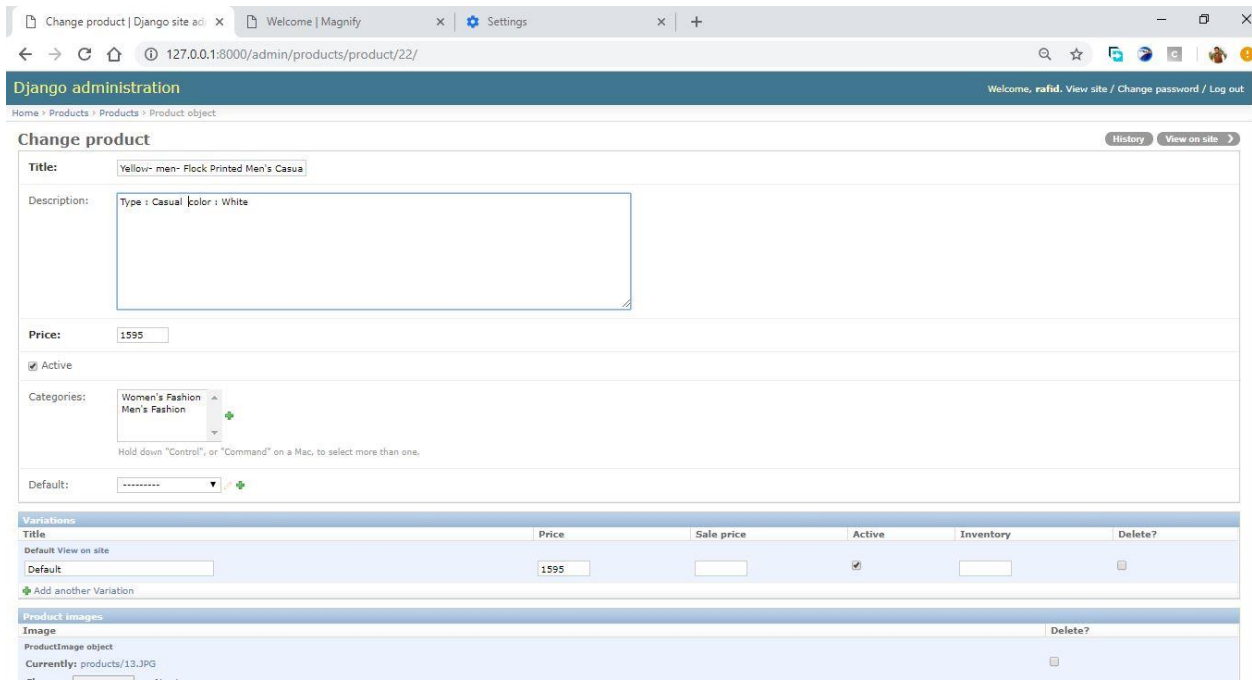 Change product | Django site ad
Welcome | Magnify
Settings
127.0.0.1:8000/admin/products/product/22/
Django administration
Welcome, rafid. View site / Change password / Log out
Home › Products › Products › Product object
Change product
History
View on site
Title:
Yellow- men- Flock Printed Men's Casua
Description:
Type : Casual color : White
Price:
1595
Active
Categories:
Women's Fashion
Men's Fashion
Hold down "Control", or "Command" on a Mac, to select more than one.
Default:
---------
Variations
Title Price Sale price Active Inventory Delete?
Default View on site
Default 1595
Add another Variation
Product images
Image Delete?
ProductImage object
Currently: products/13.JPG